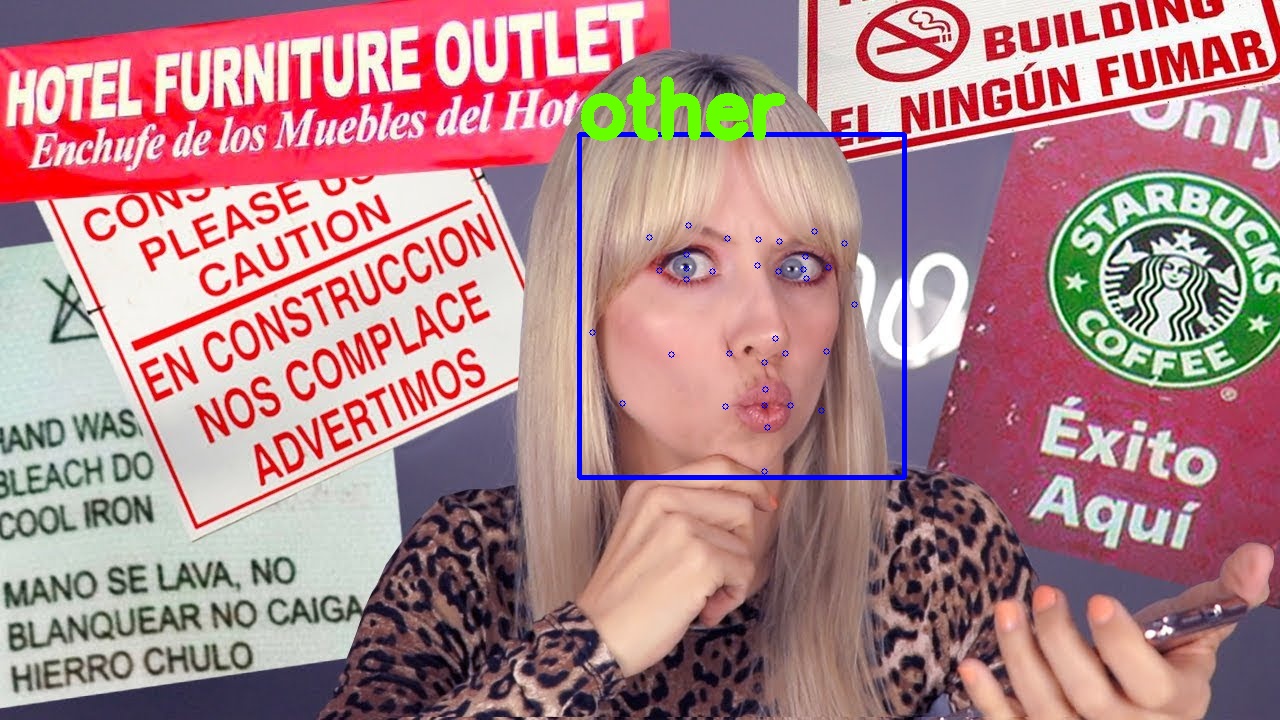 HOTEL FURNITURE OUTLET
Enchufe de los Muebles del Hot
other
BUILDING
EL NINGÚN FUMAR
Only
STARBUCKS
COFFEE
Éxito
Aquí
PLEASE
CAUTION
EN CONSTRUCCION
NOS COMPLACE
ADVERTIMOS
HAND WAS
BLEACH DO
COOL IRON
MANO SE LAVA, NO
BLANQUEAR NO CAIGA
HIERRO CHULO